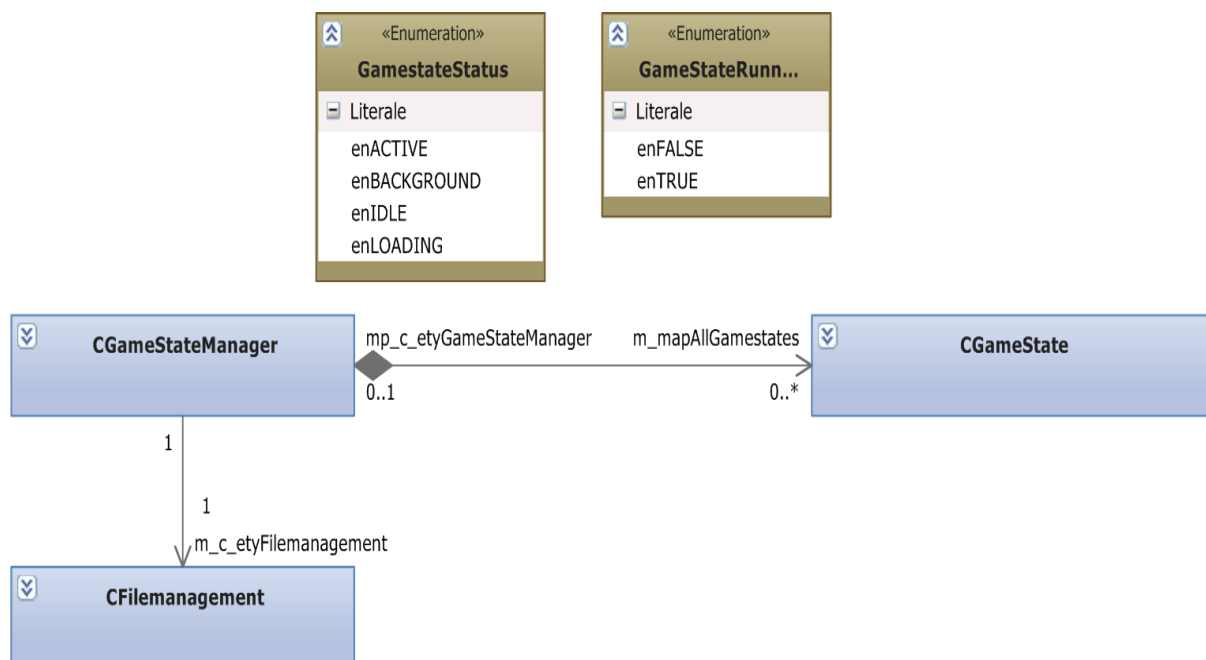 «Enumeration»
GamestateStatus
Literale
enACTIVE
enBACKGROUND
enIDLE
enLOADING
«Enumeration»
GameStateRunn...
Literale
enFALSE
enTRUE
CGameStateManager
mp_c_etyGameStateManager
0..1
m_mapAllGamestates
0..*
CGameState
1
1
m_c_etyFilemanagement
CFilemanagement